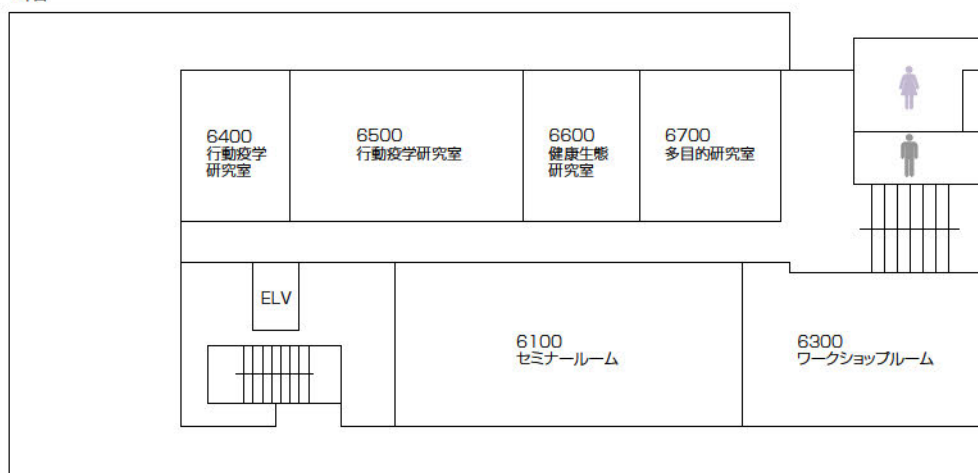 6400
行動疫学
研究室
6500
行動疫学研究室
6600
健康生態
研究室
6700
多目的研究室
ELV
6100
セミナールーム
6300
ワークショップルーム